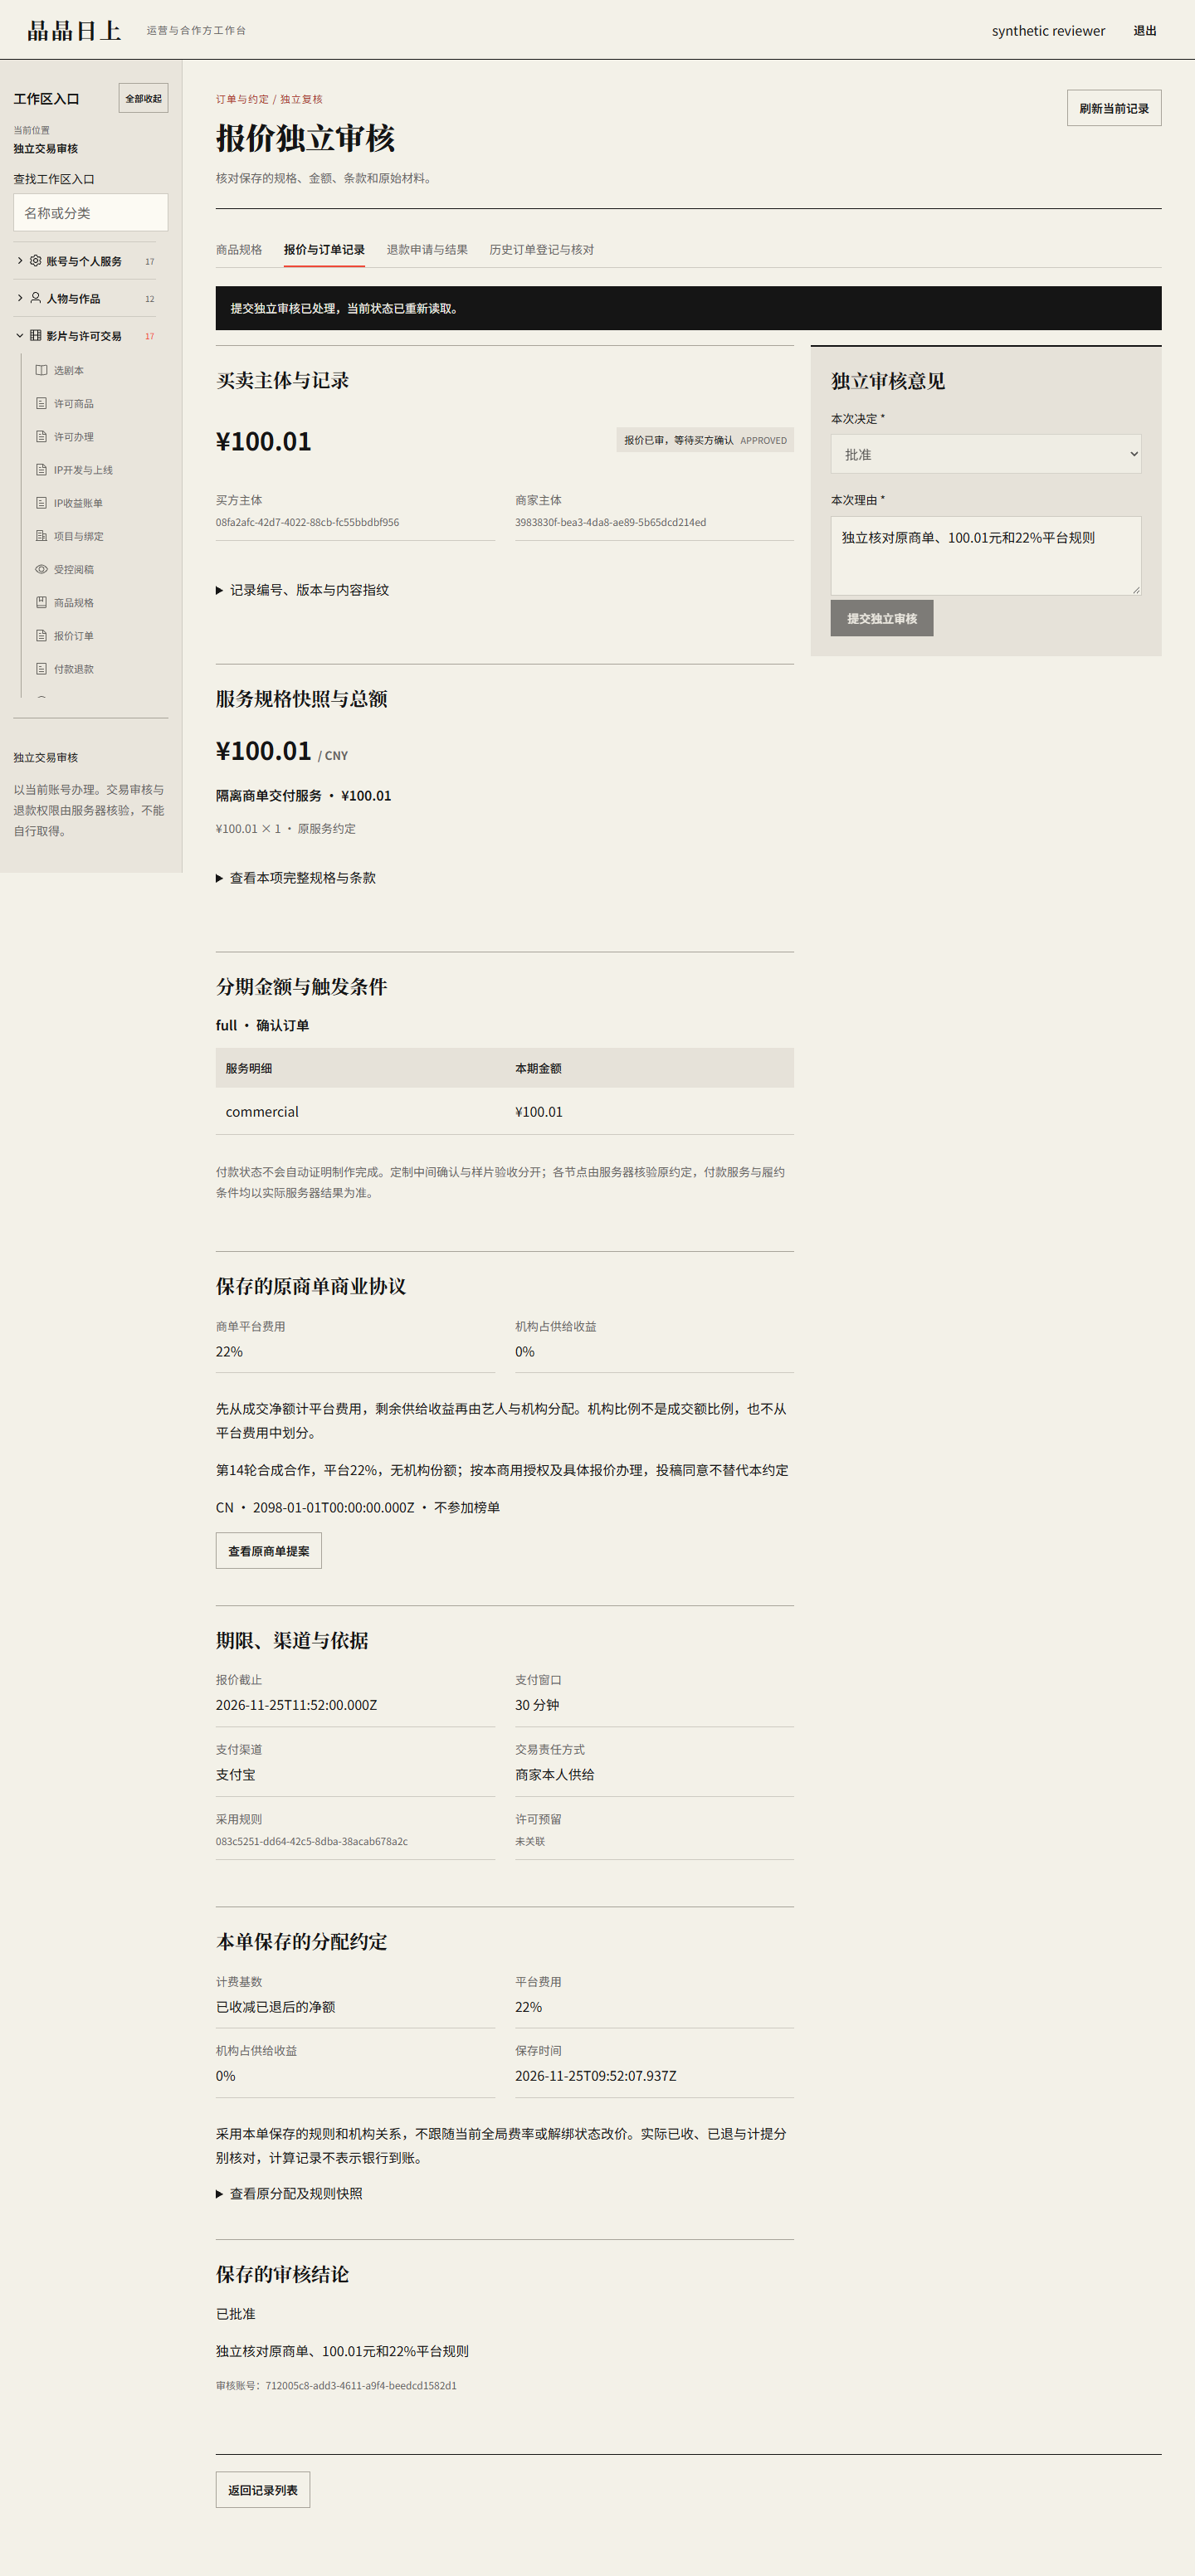 晶晶日上
运营与合作方工作台
synthetic reviewer
退出
工作区入口
全部收起
当前位置
独立交易审核
查找工作区入口
名称或分类
账号与个人服务 17
人物与作品 12
影片与许可交易 17
选剧本
许可商品
许可办理
IP开发与上线
IP收益账单
项目与绑定
受控阅稿
商品规格
报价订单
付款退款
独立交易审核
以当前账号办理。交易审核与
退款权限由服务器核验，不能
自行取得。
订单与约定 / 独立复核
报价独立审核
核对保存的规格、金额、条款和原始材料。
刷新当前记录
商品规格
报价与订单记录
退款申请与结果
历史订单登记与核对
提交独立审核已处理，当前状态已重新读取。
买卖主体与记录
¥100.01
报价已审，等待买方确认 APPROVED
买方主体
08fa2afc-42d7-4022-88cb-fc55bbdbf956
商家主体
3983830f-bea3-4da8-ae89-5b65dcd214ed
记录编号、版本与内容指纹
独立审核意见
本次决定 *
批准
本次理由 *
独立核对原商单、100.01元和22%平台规则
提交独立审核
服务规格快照与总额
¥100.01 / CNY
隔离商单交付服务 · ¥100.01
¥100.01 × 1 · 原服务约定
查看本项完整规格与条款
分期金额与触发条件
full · 确认订单
服务明细 本期金额
commercial ¥100.01
付款状态不会自动证明制作完成。定制中间确认与样片验收分开；各节点由服务器核验原约定，付款服务与履约
条件均以实际服务器结果为准。
保存的原商单商业协议
商单平台费用
22%
机构占供给收益
0%
先从成交净额计平台费用，剩余供给收益再由艺人与机构分配。机构比例不是成交额比例，也不从
平台费用中划分。
第14轮合成合作，平台22%，无机构份额；按本商用授权及具体报价办理，投稿同意不替代本约定
CN · 2098-01-01T00:00:00.000Z · 不参加榜单
查看原商单提案
期限、渠道与依据
报价截止
2026-11-25T11:52:00.000Z
支付窗口
30 分钟
支付渠道
支付宝
交易责任方式
商家本人供给
采用规则
083c5251-dd64-42c5-8dba-38acab678a2c
许可预留
未关联
本单保存的分配约定
计费基数
已收减已退后的净额
平台费用
22%
机构占供给收益
0%
保存时间
2026-11-25T09:52:07.937Z
采用本单保存的规则和机构关系，不跟随当前全局费率或解绑状态改价。实际已收、已退与计提分
别核对，计算记录不表示银行到账。
查看原分配及规则快照
保存的审核结论
已批准
独立核对原商单、100.01元和22%平台规则
审核账号：712005c8-add3-4611-a9f4-beedcd1582d1
返回记录列表